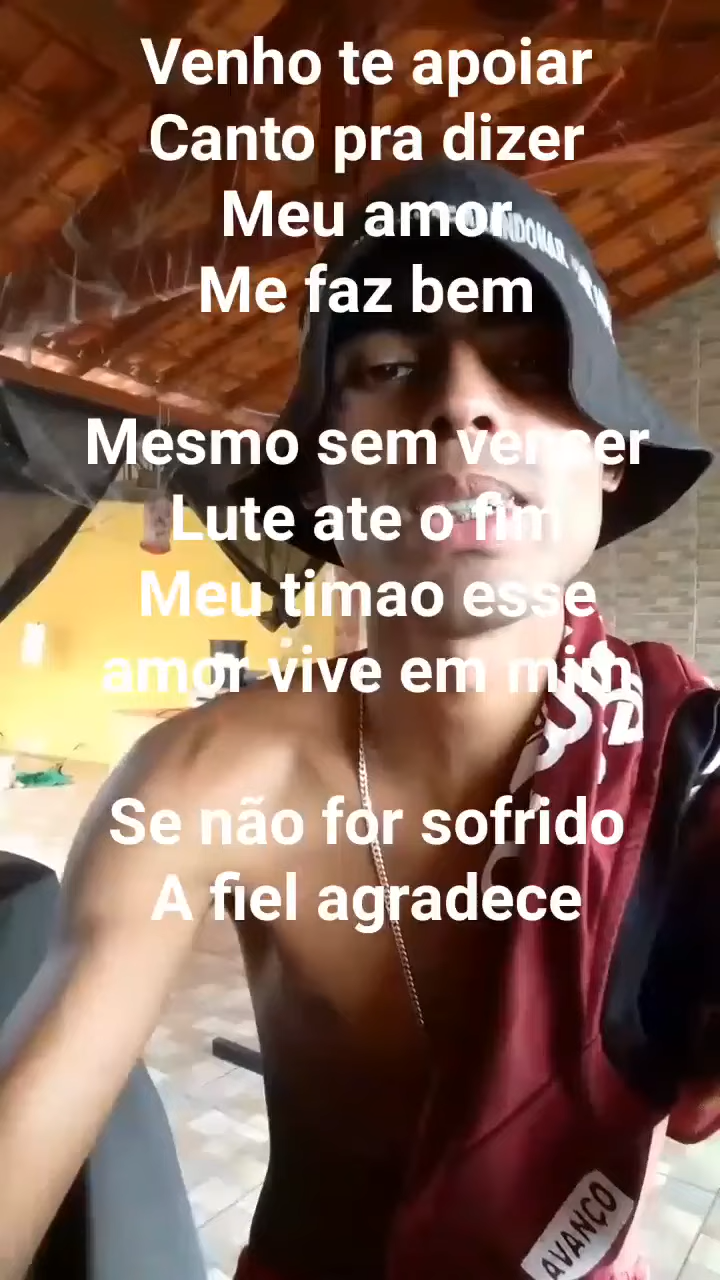 Venho te apoiar
Canto pra dizer
Meu amor
Me faz bem
Mesmo sem vencer
Lute ate o fim
Meu timao esse
amor vive em mim
Se não for sofrido
A fiel agradece
AVANÇO